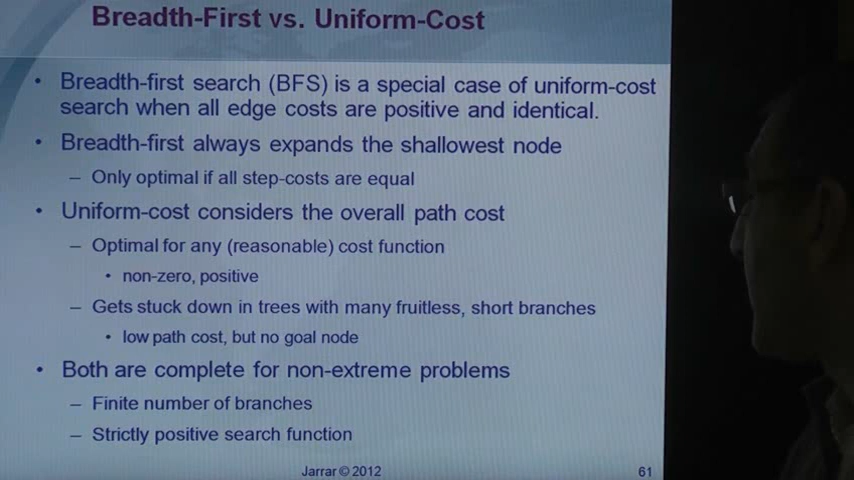 Breadth-First vs. Uniform-Cost
• Breadth-first search (BFS) is a special case of uniform-cost
search when all edge costs are positive and identical.
• Breadth-first always expands the shallowest node
– Only optimal if all step-costs are equal
• Uniform-cost considers the overall path cost
– Optimal for any (reasonable) cost function
• non-zero, positive
– Gets stuck down in trees with many fruitless, short branches
• low path cost, but no goal node
• Both are complete for non-extreme problems
– Finite number of branches
– Strictly positive search function
Jarrar © 2012
61